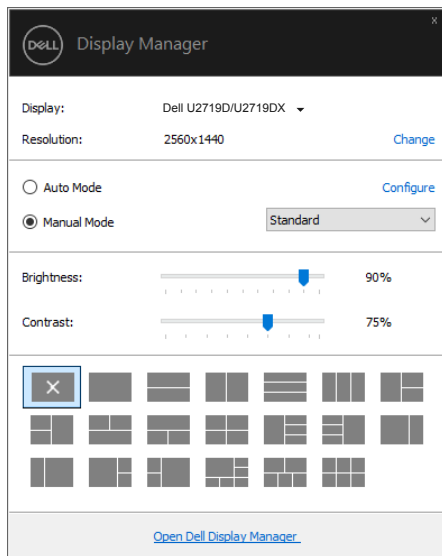 x
DELL Display Manager
Display: Dell U2719D/U2719DX
Resolution: 2560x1440 Change
Auto Mode Configure
Manual Mode Standard
Brightness: 90%
Contrast: 75%
Open Dell Display Manager